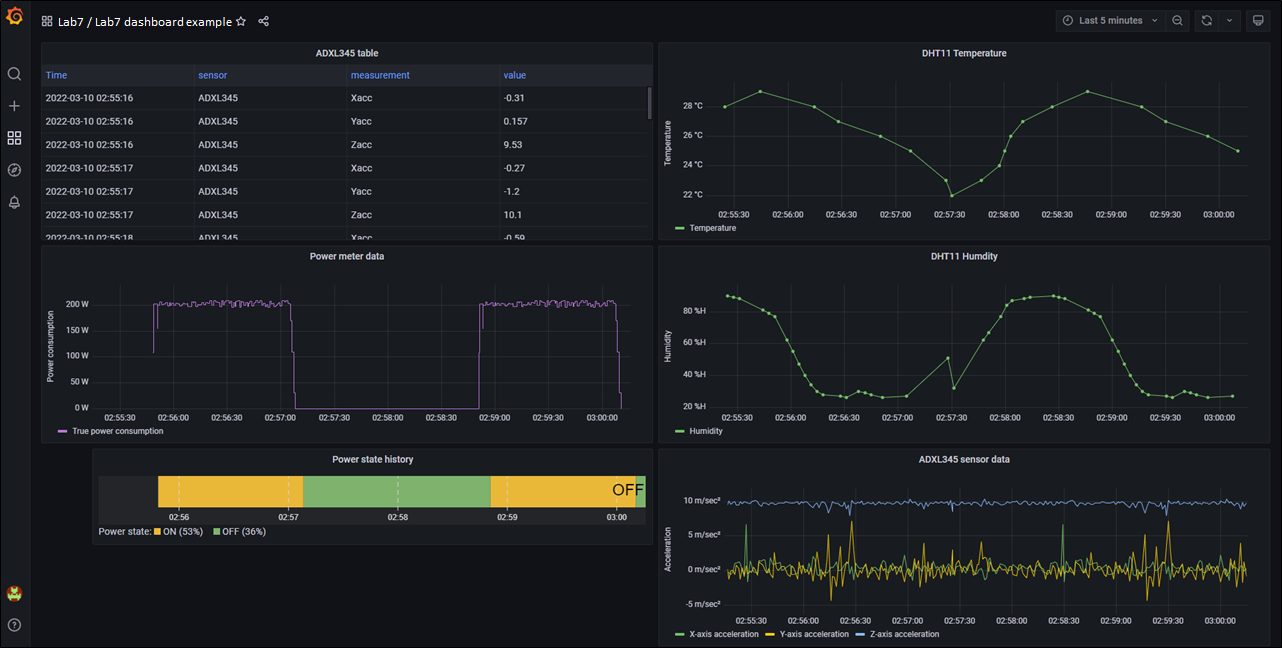 Lab7 / Lab7 dashboard example
Last 5 minutes
ADXL345 table
Time sensor measurement value
2022-03-10 02:55:16 ADXL345 Xacc -0.31
2022-03-10 02:55:16 ADXL345 Yacc 0.157
2022-03-10 02:55:16 ADXL345 Zacc 9.53
2022-03-10 02:55:17 ADXL345 Xacc -0.27
2022-03-10 02:55:17 ADXL345 Yacc -1.2
2022-03-10 02:55:17 ADXL345 Zacc 10.1
2022-03-10 02:55:18 ADXL345 Xacc -0.59
DHT11 Temperature
Temperature
28 °C
26 °C
24 °C
22 °C
02:55:30 02:56:00 02:56:30 02:57:00 02:57:30 02:58:00 02:58:30 02:59:00 02:59:30 03:00:00
Temperature
Power meter data
Power consumption
200 W
150 W
100 W
50 W
0 W
02:55:30 02:56:00 02:56:30 02:57:00 02:57:30 02:58:00 02:58:30 02:59:00 02:59:30 03:00:00
True power consumption
DHT11 Humdity
Humidity
80 %H
60 %H
40 %H
20 %H
02:55:30 02:56:00 02:56:30 02:57:00 02:57:30 02:58:00 02:58:30 02:59:00 02:59:30 03:00:00
Humidity
Power state history
OFF
02:56 02:57 02:58 02:59 03:00
Power state: ON (53%) OFF (36%)
ADXL345 sensor data
Acceleration
10 m/sec²
5 m/sec²
0 m/sec²
-5 m/sec²
02:55:30 02:56:00 02:56:30 02:57:00 02:57:30 02:58:00 02:58:30 02:59:00 02:59:30 03:00:00
X-axis acceleration Y-axis acceleration Z-axis acceleration